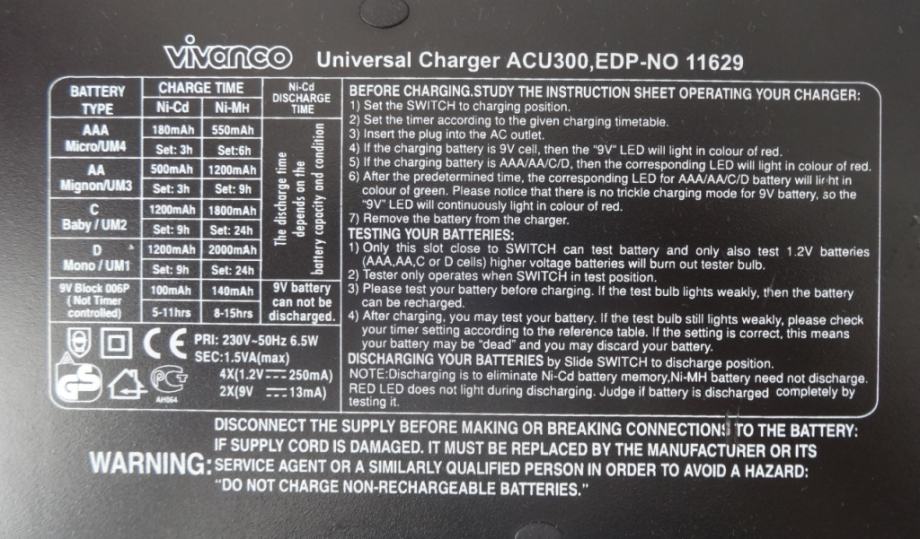 vivanco
Universal Charger ACU300,EDP-NO 11629
BATTERY TYPE CHARGE TIME Ni-Cd DISCHARGE TIME
Ni-Cd Ni-MH
AAA 180mAh 550mAh
Micro/UM4 Set: 3h Set:6h
AA 500mAh 1200mAh
Mignon/UM3 Set: 3h Set: 9h
C 1200mAh 1800mAh
Baby / UM2 Set: 9h Set: 24h
D 1200mAh 2000mAh
Mono / UM1 Set: 9h Set: 24h
The discharge time
depends on the
battery capacity and condition
9V Block 006P 100mAh 140mAh 9V battery
( Not Timer can not be
controlled) 5-11hrs 8-15hrs discharged.
CE PRI: 230V~50Hz 6.5W
SEC:1.5VA(max)
4X(1.2V⎓250mA)
2X(9V ⎓13mA)
GS
AH064
BEFORE CHARGING.STUDY THE INSTRUCTION SHEET OPERATING YOUR CHARGER:
1) Set the SWITCH to charging position.
2) Set the timer according to the given charging timetable.
3) Insert the plug into the AC outlet.
4) If the charging battery is 9V cell, then the "9V" LED will light in colour of red.
5) If the charging battery is AAA/AA/C/D, then the corresponding LED will light in colour of red.
6) After the predetermined time, the corresponding LED for AAA/AA/C/D battery will light in
colour of green. Please notice that there is no trickle charging mode for 9V battery, so the
"9V" LED will continuously light in colour of red.
7) Remove the battery from the charger.
TESTING YOUR BATTERIES:
1) Only this slot close to SWITCH can test battery and only also test 1.2V batteries
(AAA,AA,C or D cells) higher voltage batteries will burn out tester bulb.
2) Tester only operates when SWITCH in test position.
3) Please test your battery before charging. If the test bulb lights weakly, then the battery
can be recharged.
4) After charging, you may test your battery. If the test bulb still lights weakly, please check
your timer setting according to the reference table. If the setting is correct, this means
your battery may be "dead" and you may discard your battery.
DISCHARGING YOUR BATTERIES by Slide SWITCH to discharge position.
NOTE:Discharging is to eliminate Ni-Cd battery memory,Ni-MH battery need not discharge.
RED LED does not light during discharging. Judge if battery is discharged completely by
testing it.
WARNING: DISCONNECT THE SUPPLY BEFORE MAKING OR BREAKING CONNECTIONS TO THE BATTERY:
IF SUPPLY CORD IS DAMAGED. IT MUST BE REPLACED BY THE MANUFACTURER OR ITS
SERVICE AGENT OR A SIMILARLY QUALIFIED PERSON IN ORDER TO AVOID A HAZARD:
"DO NOT CHARGE NON-RECHARGEABLE BATTERIES."